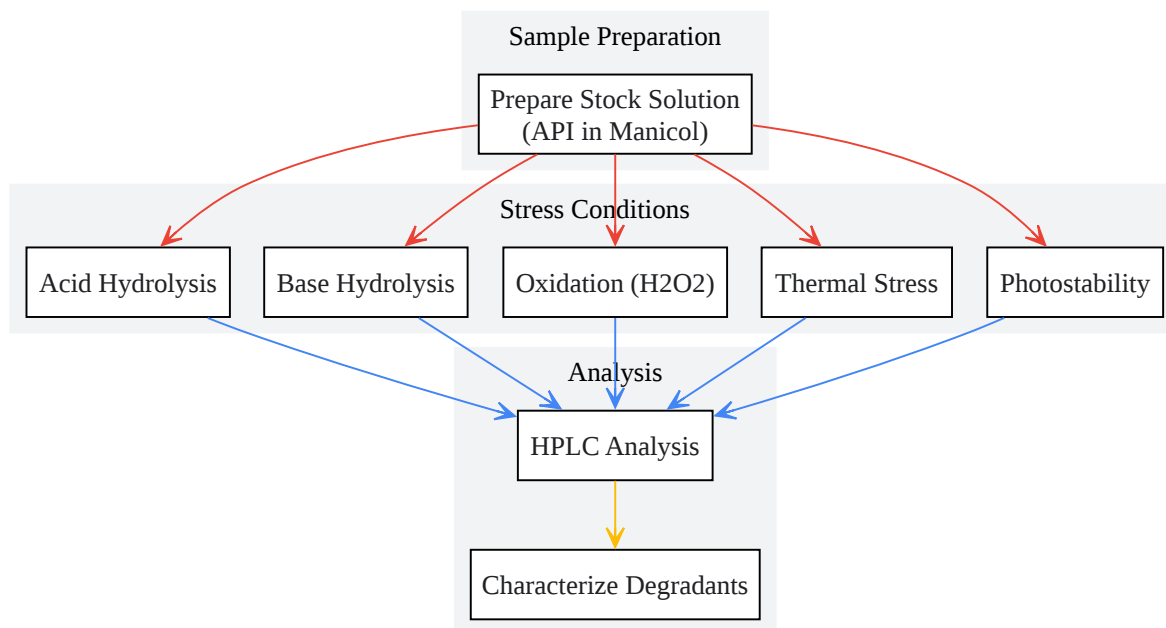 Sample Preparation
Prepare Stock Solution
(API in Manicol)
Stress Conditions
Acid Hydrolysis
Base Hydrolysis
Oxidation (H2O2)
Thermal Stress
Photostability
Analysis
HPLC Analysis
Characterize Degradants